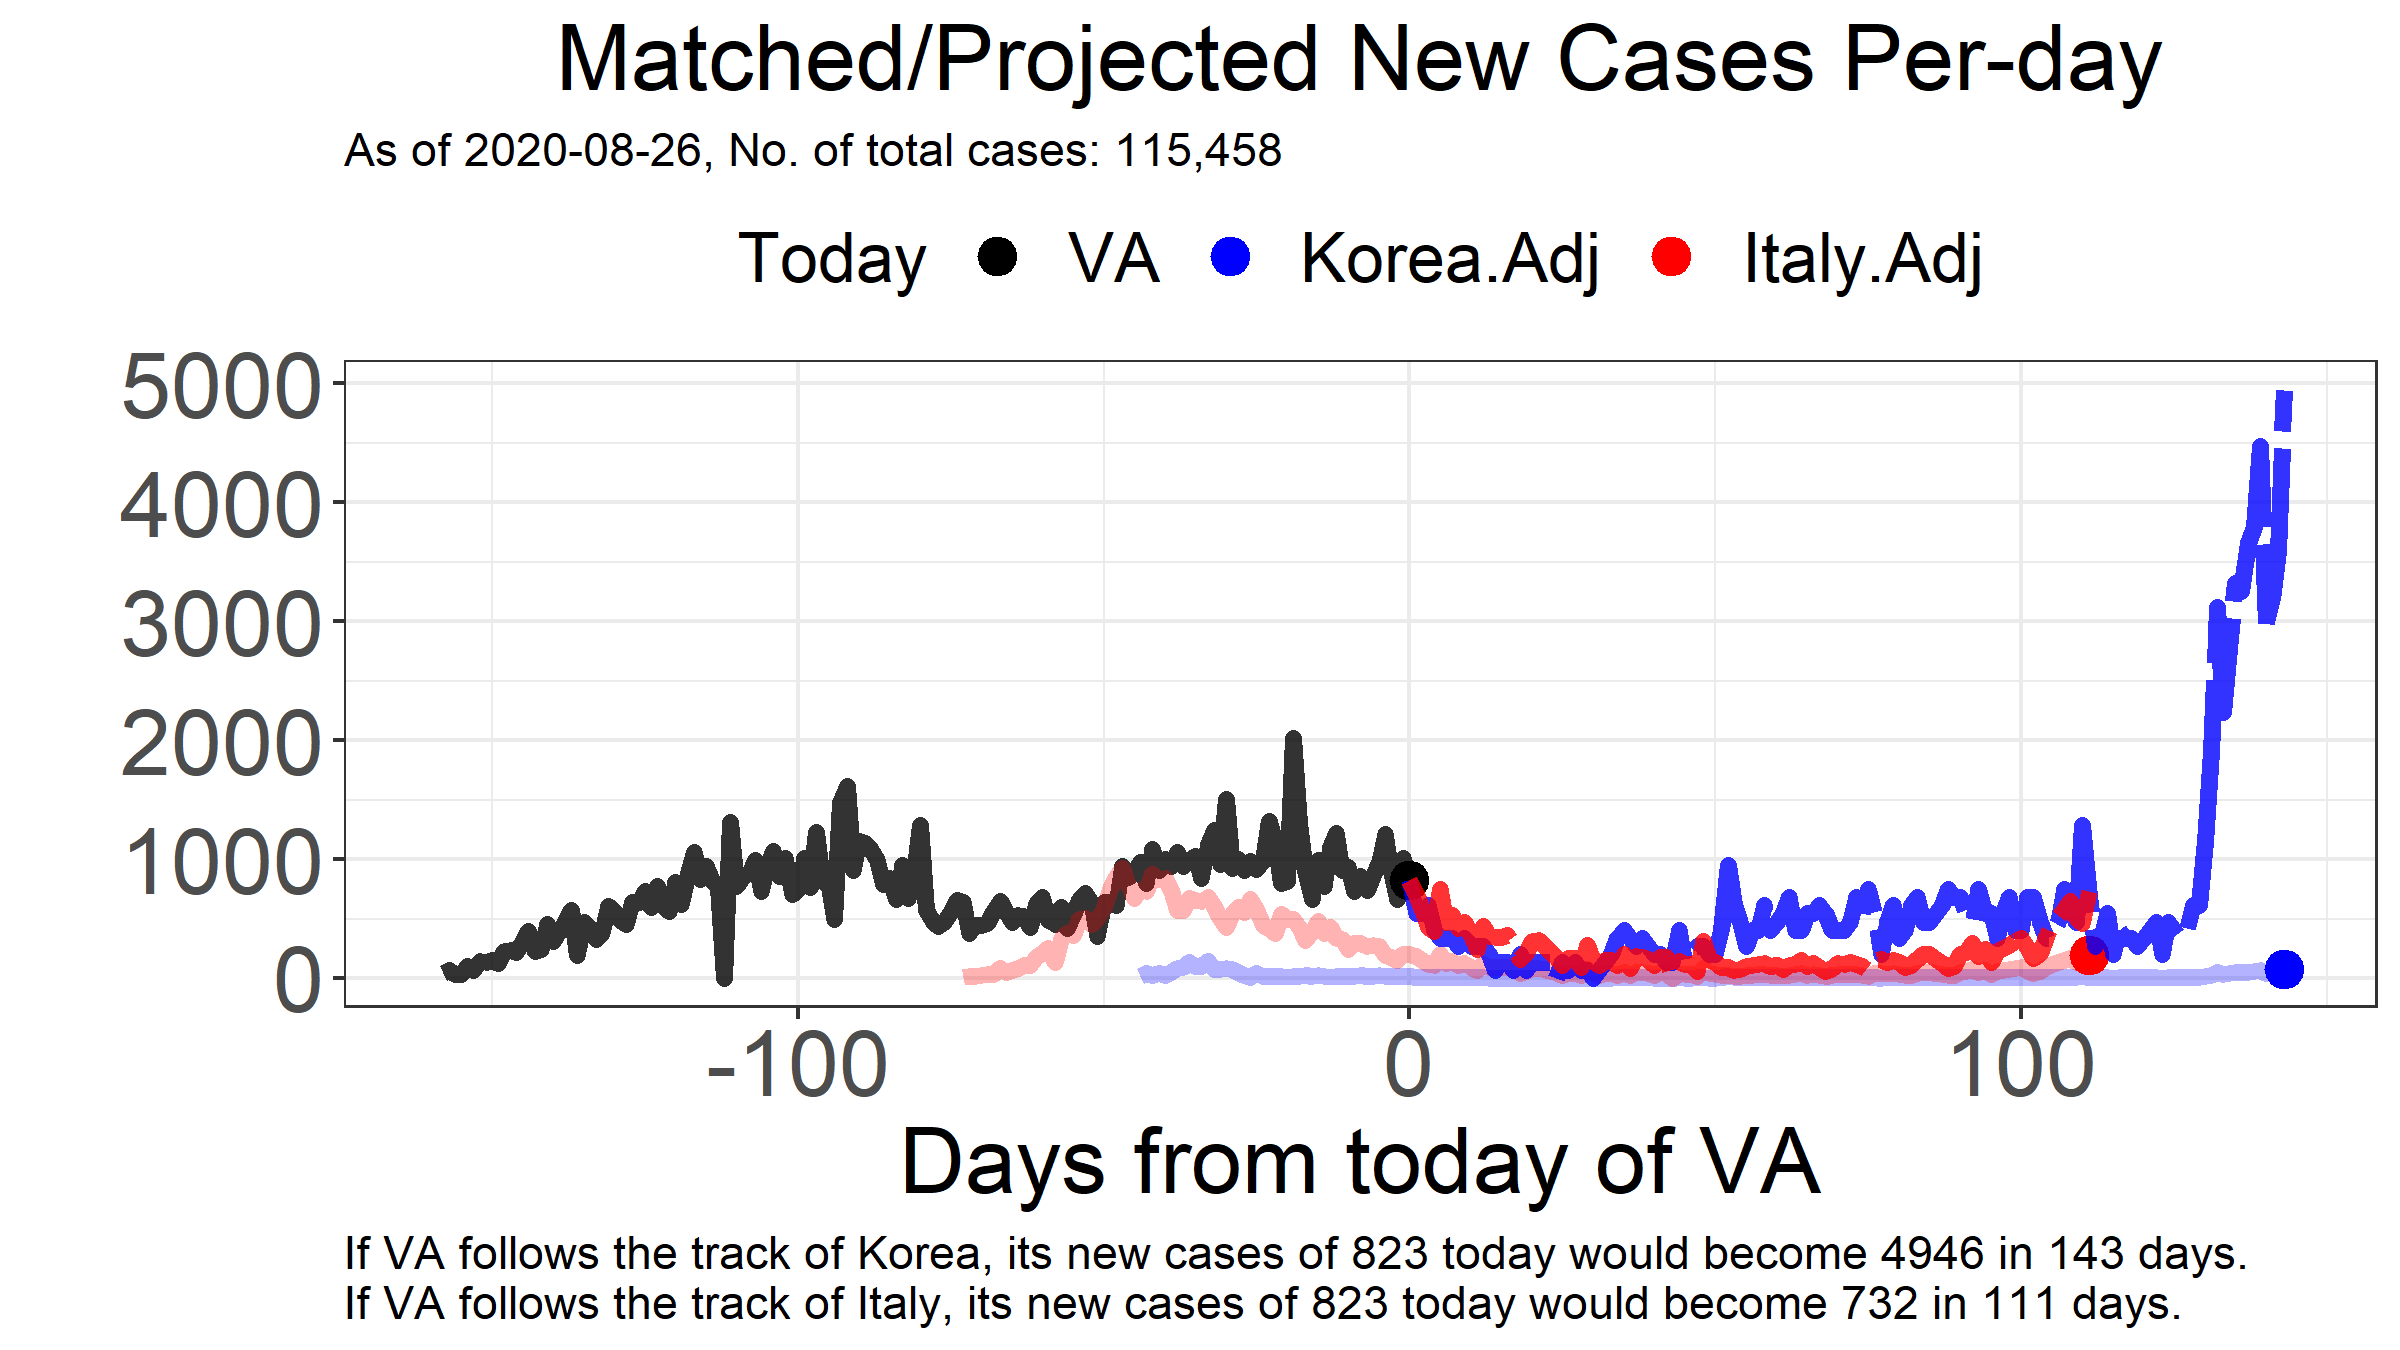 Matched/Projected New Cases Per-day
As of 2020-08-26, No. of total cases: 115,458
Today VA Korea.Adj Italy.Adj
5000
4000
3000
2000
1000
0
-100 0 100
Days from today of VA
If VA follows the track of Korea, its new cases of 823 today would become 4946 in 143 days.
If VA follows the track of Italy, its new cases of 823 today would become 732 in 111 days.